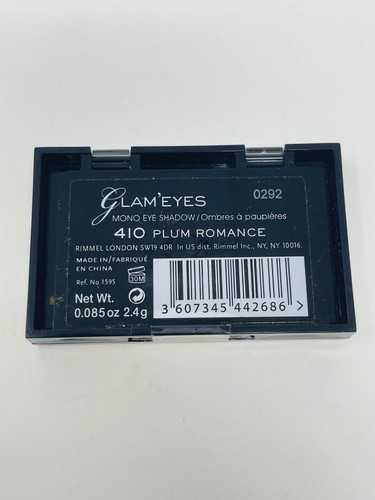 GLAM'EYES
0292
MONO EYE SHADOW/Ombres à paupières
410 PLUM ROMANCE
RIMMEL LONDON SW19 4DR. In US dist. Rimmel Inc., NY, NY 10016.
MADE IN/FABRIQUÉ
EN CHINA
Ref. No 1595
30M
Net Wt.
0.085oz 2.4g
3 607345 442686 >